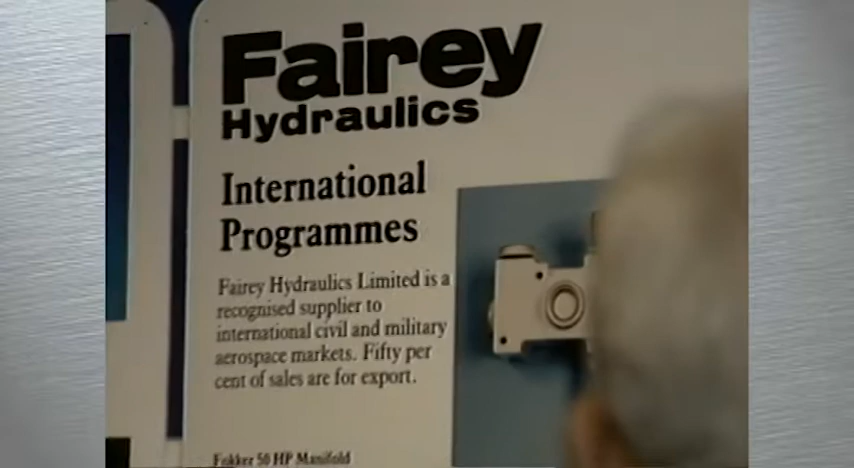 Fairey
Hydraulics
International
Programmes
Fairey Hydraulics Limited is a
recognised supplier to
international civil and military
aerospace markets. Fifty per
cent of sales are for export.
Fokker 50 HP Manifold